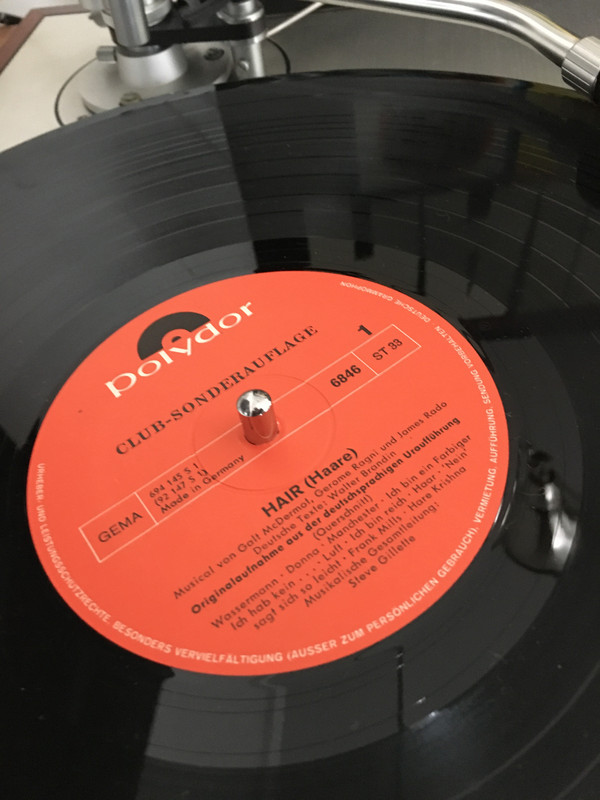 polydor
CLUB-SONDERAUFLAGE
1
6846
ST 33
GEMA
694 145 S 1
(92 147 S 1)
Made in Germany
HAIR (Haare)
Musical von Galt McDermot, Gerome Ragni und James Rado
Deutsche Texte: Walter Brandin
Originalaufnahme aus der deutschsprachigen Uraufführung
(Querschnitt)
Wassermann · Donna · Manchester · Ich bin ein Farbiger
Ich hab kein . . . . · Luft · Ich bin reich · Haar · "Nein"
sagt sich so leicht · Frank Mills · Hare Krishna
Musikalische Gesamtleitung:
Steve Gillette
URHEBER- UND LEISTUNGSSCHUTZRECHTE, BESONDERS VERVIELFÄLTIGUNG (AUSSER ZUM PERSÖNLICHEN GEBRAUCH), VERMIETUNG, AUFFÜHRUNG, SENDUNG VORBEHALTEN. DEUTSCHE GRAMMOPHON